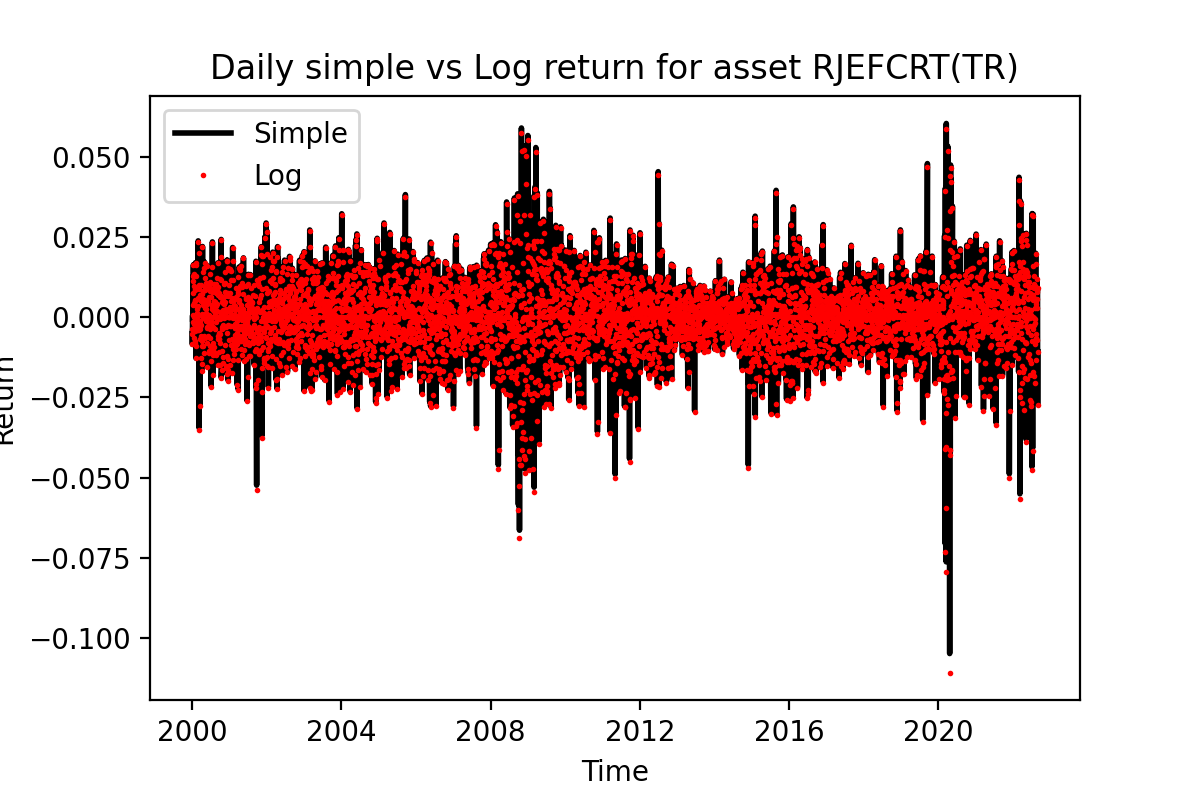 Daily simple vs Log return for asset RJEFCRT(TR)
Simple
Log
0.050
0.025
0.000
−0.025
−0.050
−0.075
−0.100
Return
2000
2004
2008
2012
2016
2020
Time